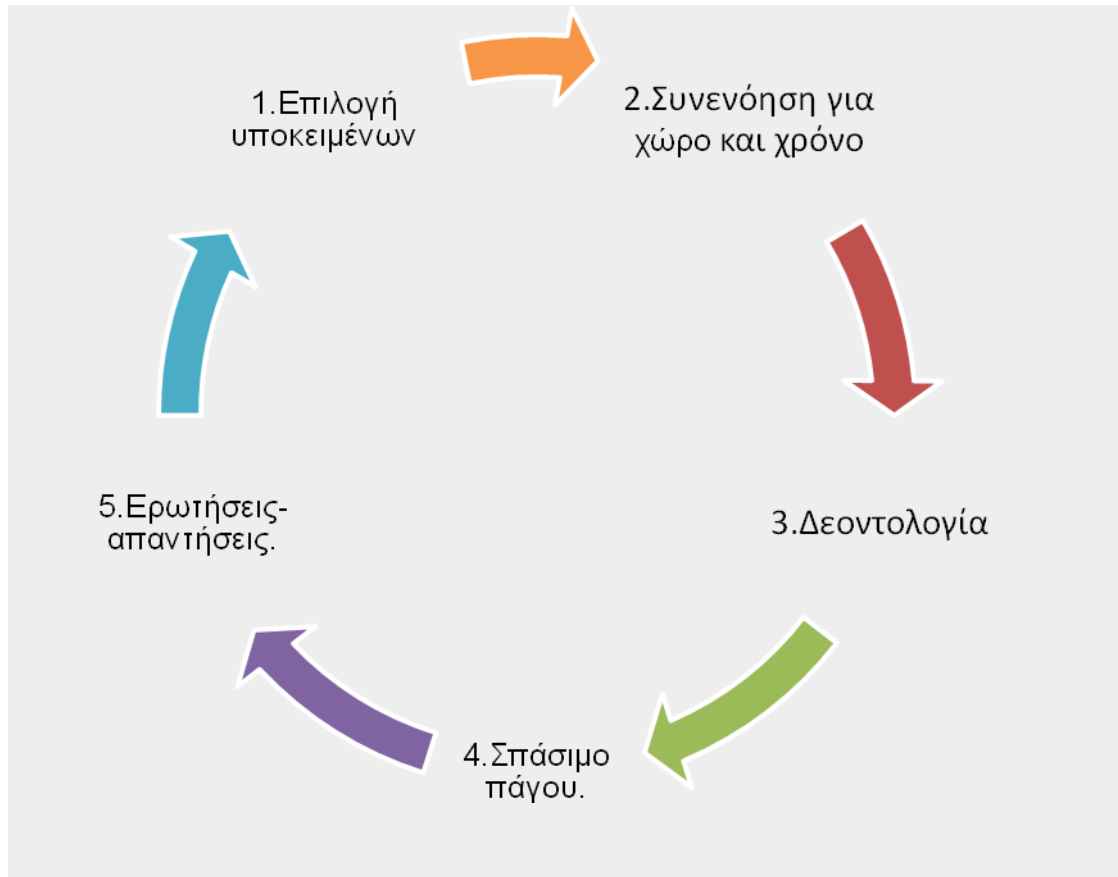 1.Επιλογή
υποκειμένων
2.Συνενόηση για
χώρο και χρόνο
3.Δεοντολογία
4.Σπάσιμο
πάγου.
5.Ερωτήσεις-
απαντήσεις.